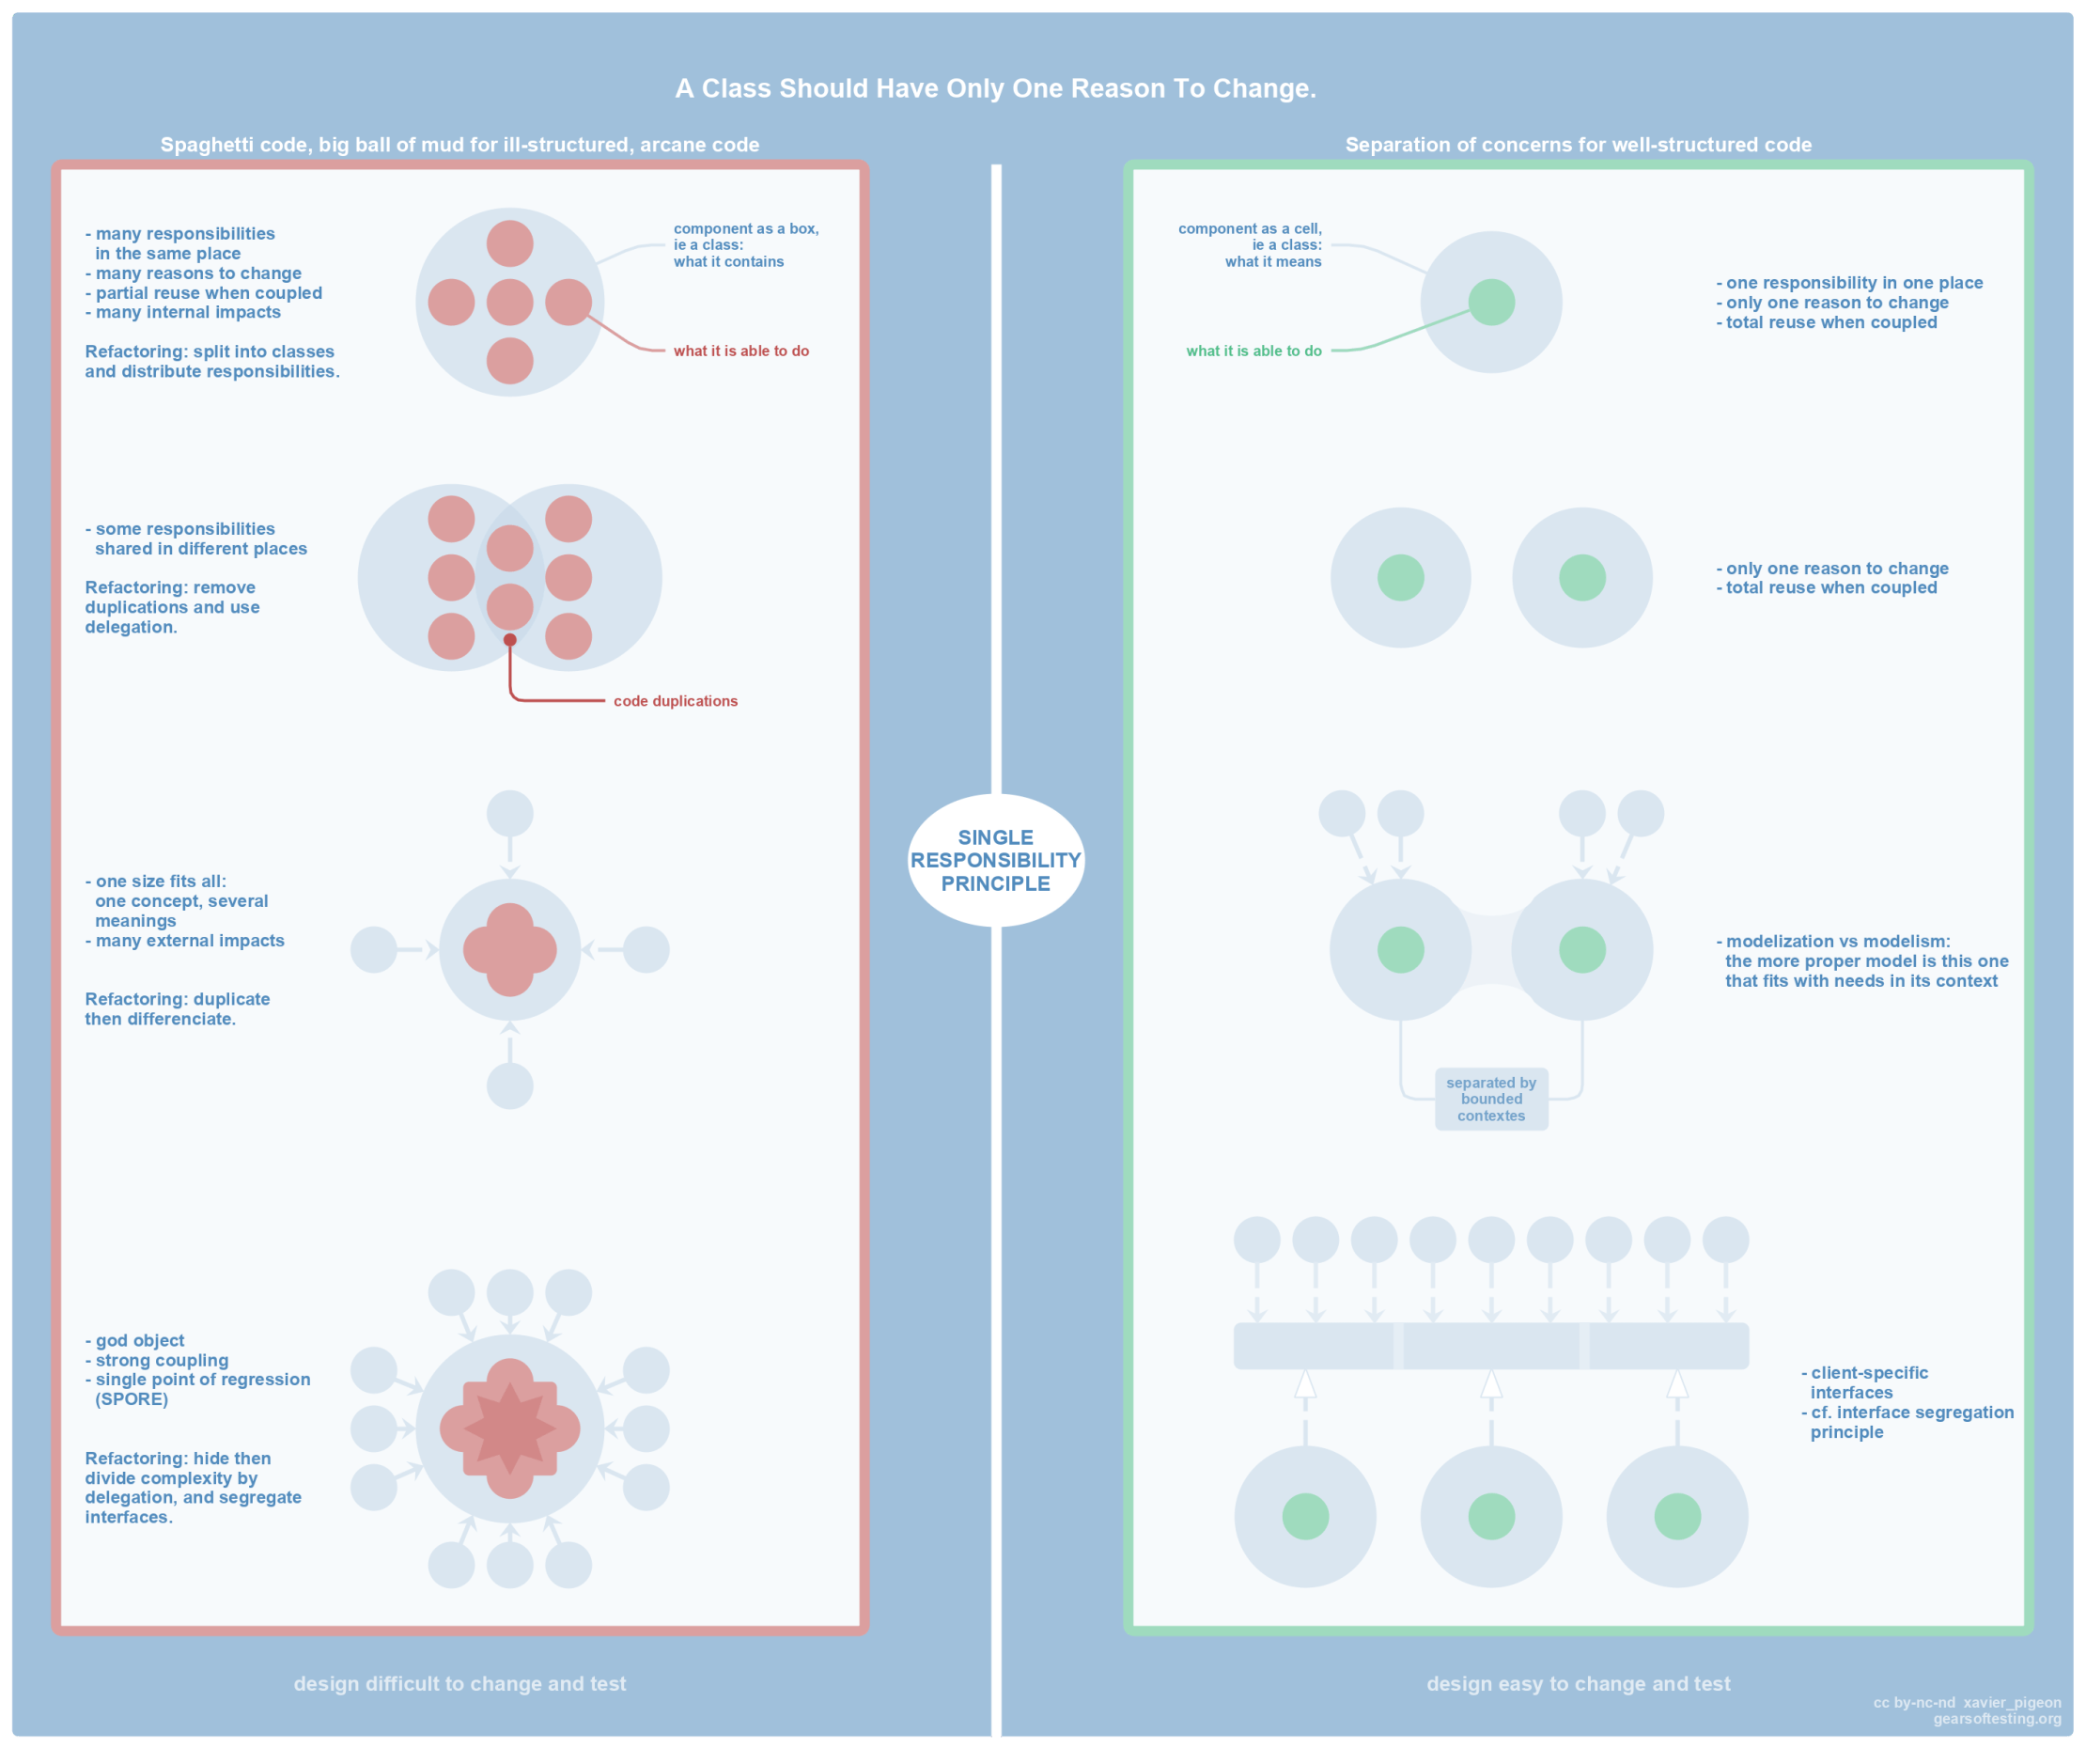 A Class Should Have Only One Reason To Change.
Spaghetti code, big ball of mud for ill-structured, arcane code
- many responsibilities
in the same place
- many reasons to change
- partial reuse when coupled
- many internal impacts
Refactoring: split into classes
and distribute responsibilities.
component as a box,
ie a class:
what it contains
what it is able to do
- some responsibilities
shared in different places
Refactoring: remove
duplications and use
delegation.
code duplications
- one size fits all:
one concept, several
meanings
- many external impacts
Refactoring: duplicate
then differenciate.
- god object
- strong coupling
- single point of regression
(SPORE)
Refactoring: hide then
divide complexity by
delegation, and segregate
interfaces.
design difficult to change and test
SINGLE
RESPONSIBILITY
PRINCIPLE
Separation of concerns for well-structured code
component as a cell,
ie a class:
what it means
what it is able to do
- one responsibility in one place
- only one reason to change
- total reuse when coupled
- only one reason to change
- total reuse when coupled
- modelization vs modelism:
the more proper model is this one
that fits with needs in its context
separated by
bounded
contextes
- client-specific
interfaces
- cf. interface segregation
principle
design easy to change and test
cc by-nc-nd xavier_pigeon
gearsoftesting.org